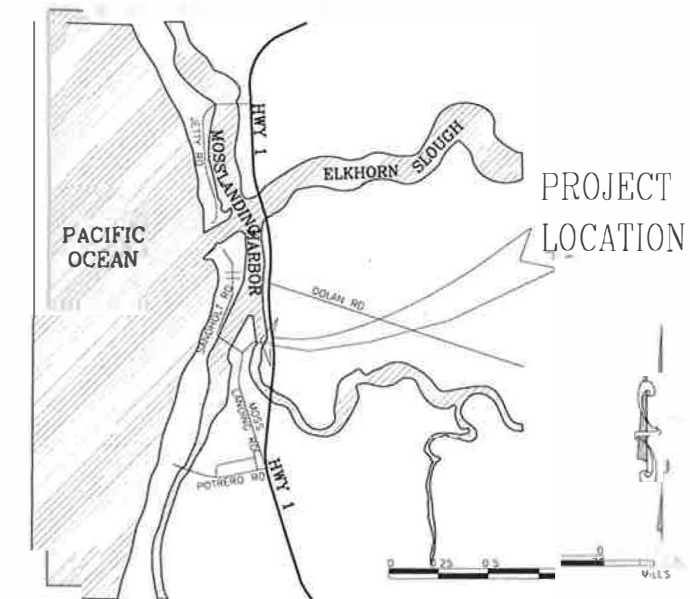 HWY 1
JETTY RD
MOSS LANDING HARBOR
ELKHORN SLOUGH
PROJECT
LOCATION
PACIFIC
OCEAN
SANDHOLT RD
DOLAN RD
MOSS
LANDING RD
POTRERO RD
HWY 1
0 .25 0.5
0
MILES